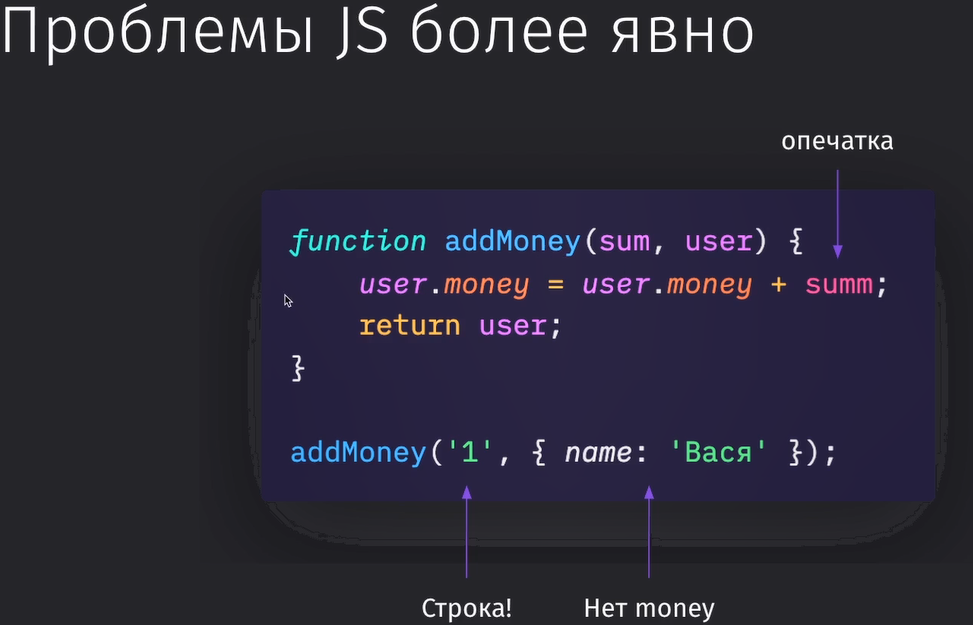 Проблемы JS более явно
опечатка
function addMoney(sum, user) {
    user.money = user.money + summ;
    return user;
}
addMoney('1', { name: 'Вася' });
Строка!
Нет money